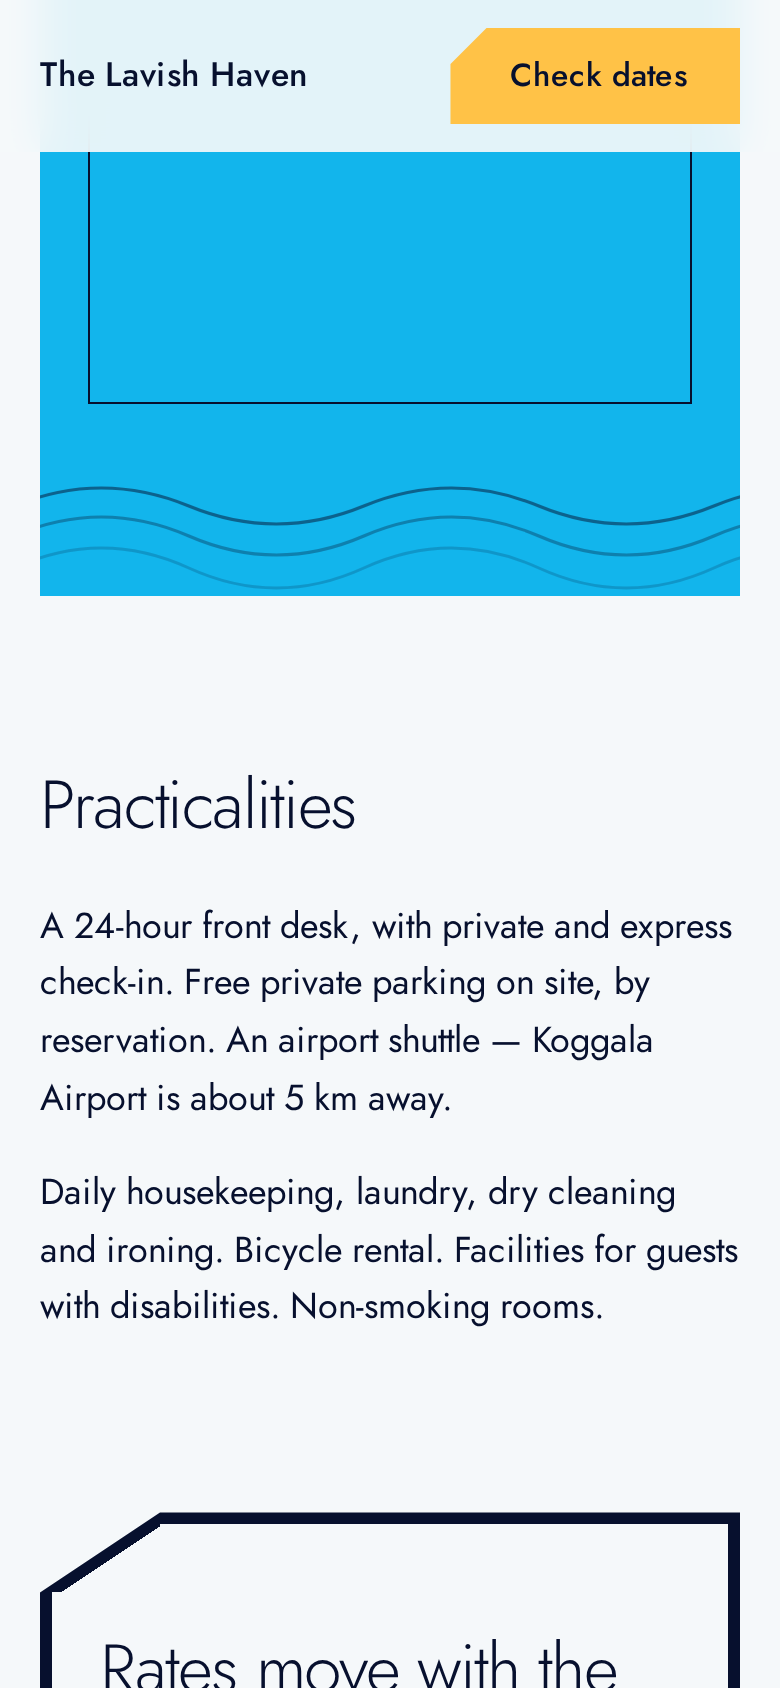 The Lavish Haven
Check dates
Practicalities
A 24-hour front desk, with private and express
check-in. Free private parking on site, by
reservation. An airport shuttle — Koggala
Airport is about 5 km away.
Daily housekeeping, laundry, dry cleaning
and ironing. Bicycle rental. Facilities for guests
with disabilities. Non-smoking rooms.
Rates move with the